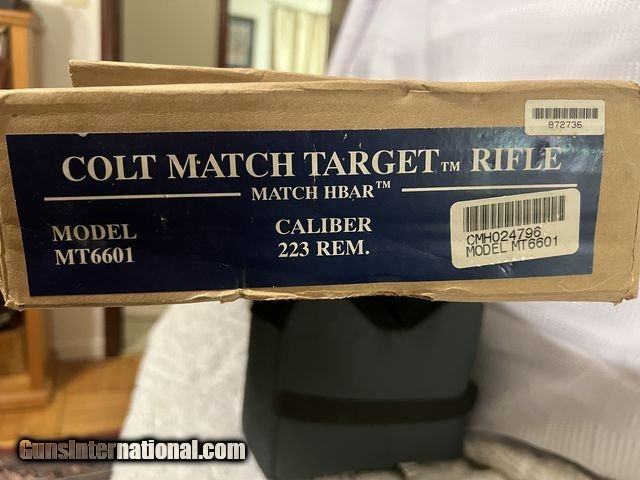 872736
COLT MATCH TARGET™ RIFLE
MATCH HBAR™
MODEL
MT6601
CALIBER
223 REM.
CMH024796
MODEL MT6601
GunsInternational.com